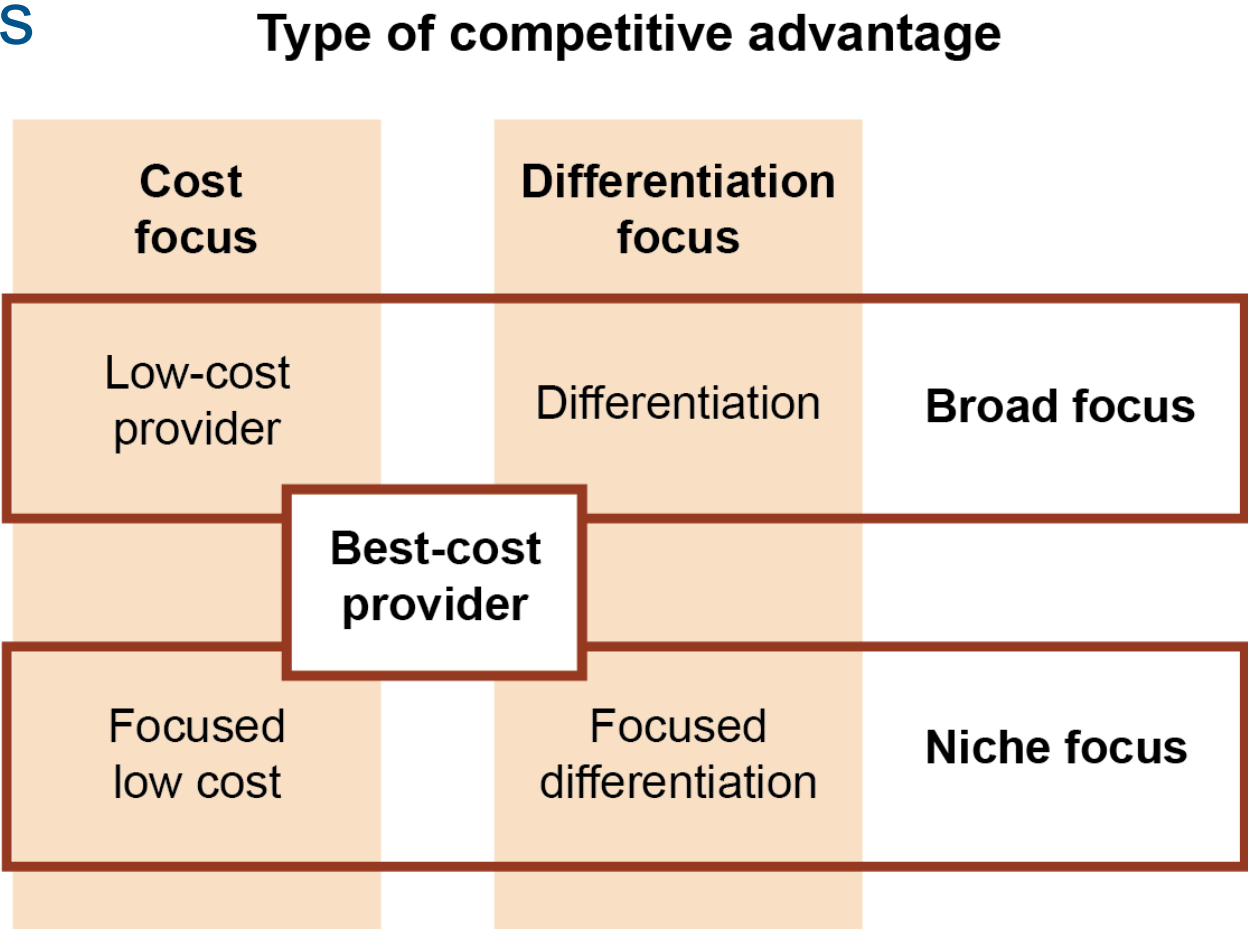 S
Type of competitive advantage
Cost
focus
Differentiation
focus
Low-cost
provider
Differentiation
Broad focus
Best-cost
provider
Focused
low cost
Focused
differentiation
Niche focus